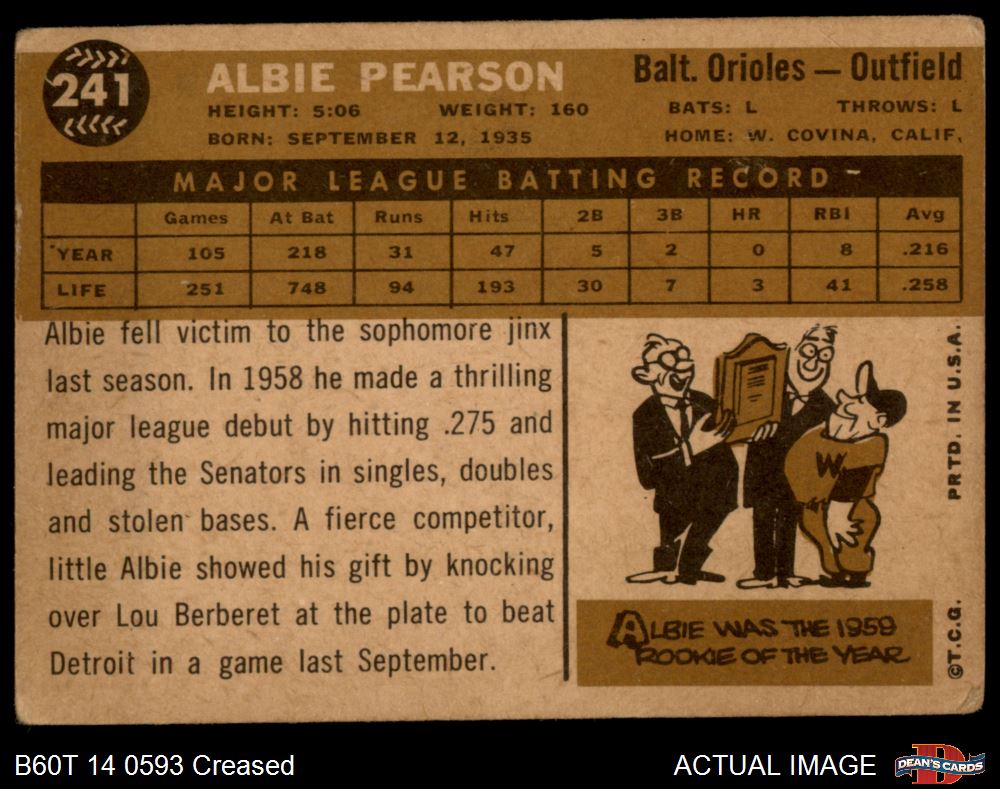 241
ALBIE PEARSON
Balt. Orioles — Outfield
HEIGHT: 5:06 WEIGHT: 160 BATS: L THROWS: L
BORN: SEPTEMBER 12, 1935 HOME: W. COVINA, CALIF.
MAJOR LEAGUE BATTING RECORD
Games At Bat Runs Hits 2B 3B HR RBI Avg
YEAR 105 218 31 47 5 2 0 8 .216
LIFE 251 748 94 193 30 7 3 41 .258
Albie fell victim to the sophomore jinx
last season. In 1958 he made a thrilling
major league debut by hitting .275 and
leading the Senators in singles, doubles
and stolen bases. A fierce competitor,
little Albie showed his gift by knocking
over Lou Berberet at the plate to beat
Detroit in a game last September.
W
ALBIE WAS THE 1959
ROOKIE OF THE YEAR
PRTD. IN U.S.A.
©T.C.G.
B60T 14 0593 Creased
ACTUAL IMAGE
D
DEAN'S CARDS